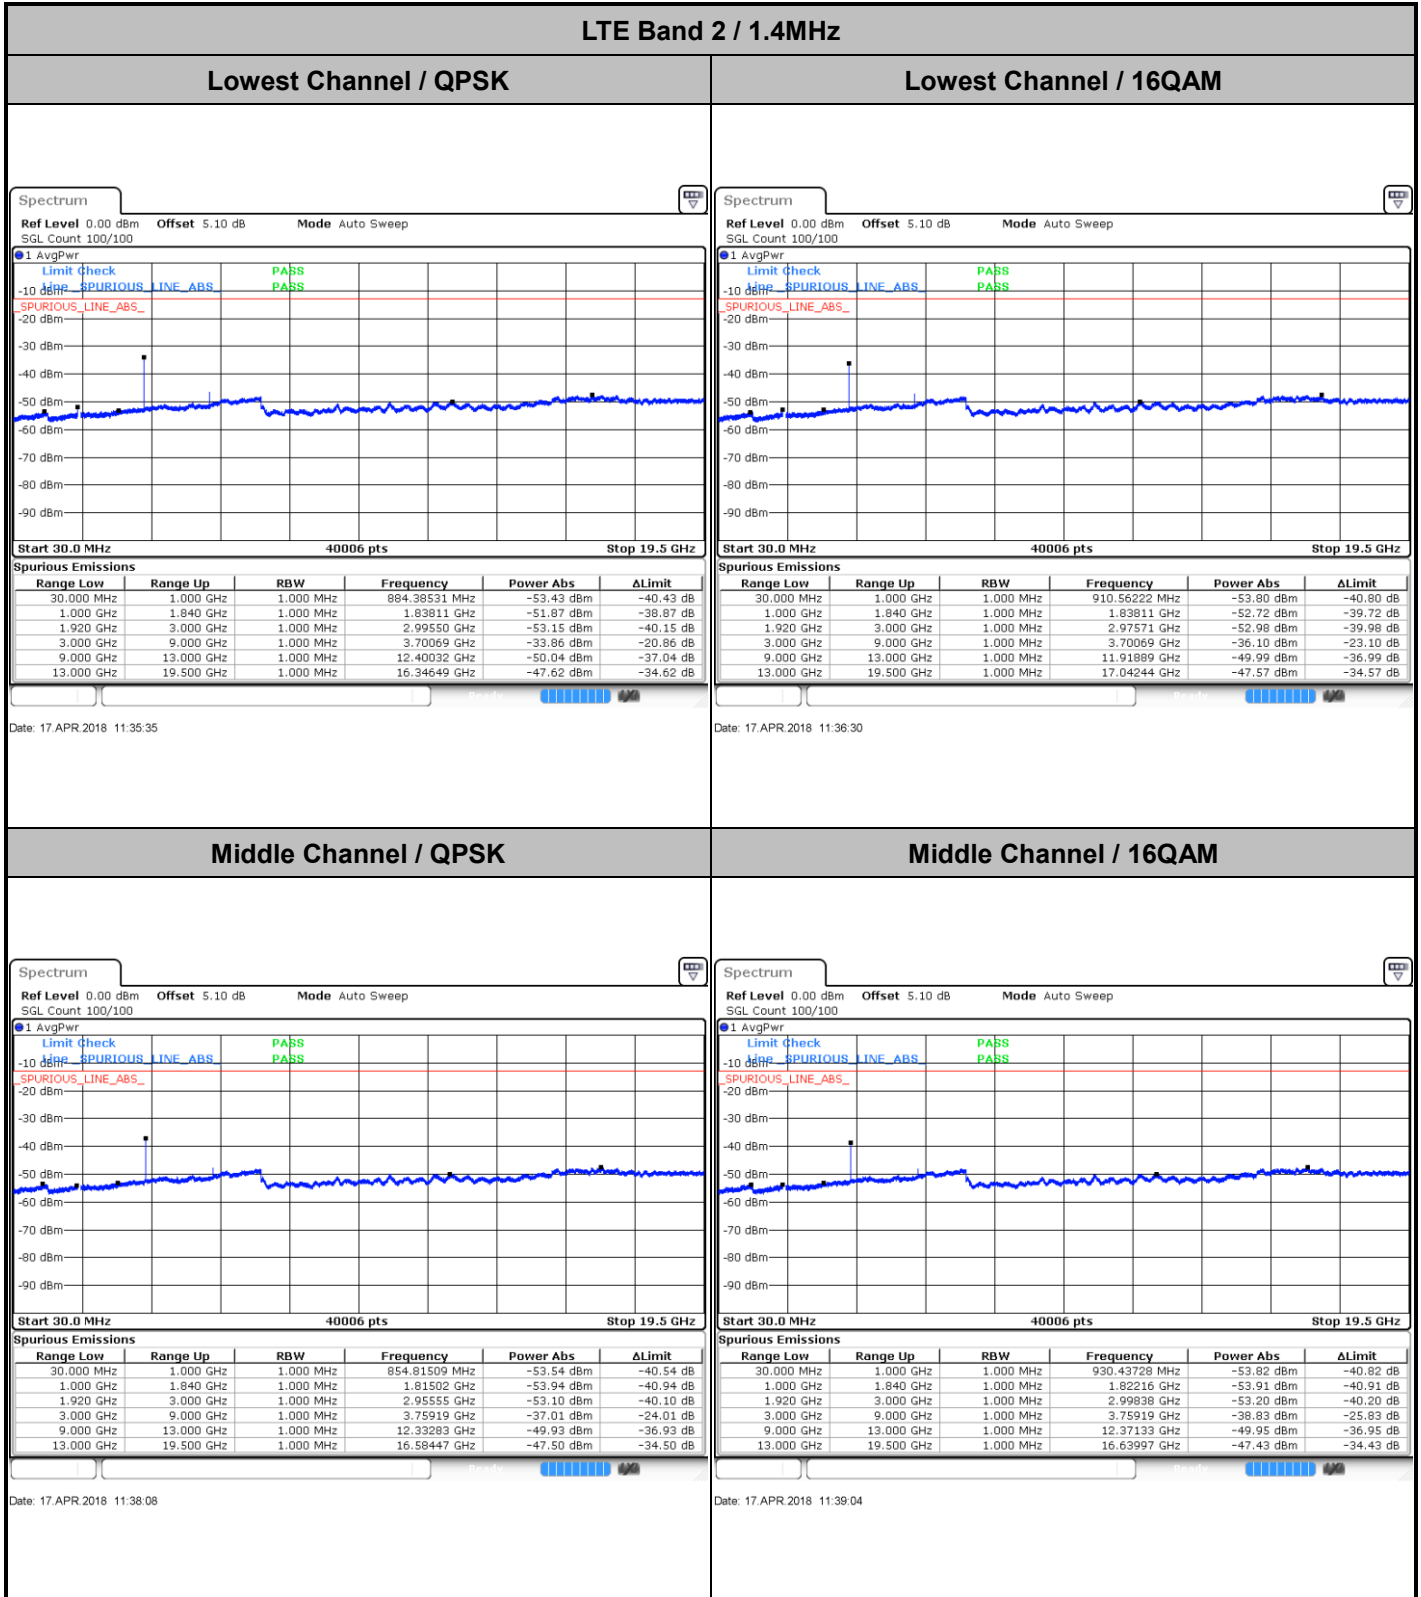 LTE Band 2 / 1.4MHz
Lowest Channel / QPSK
Lowest Channel / 16QAM
Spectrum
Ref Level 0.00 dBm Offset 5.10 dB Mode Auto Sweep
SGL Count 100/100
1 AvgPwr
Limit Check PASS
-10 dBm Line _SPURIOUS_LINE_ABS_ PASS
_SPURIOUS_LINE_ABS_
-20 dBm
-30 dBm
-40 dBm
-50 dBm
-60 dBm
-70 dBm
-80 dBm
-90 dBm
Start 30.0 MHz 40006 pts Stop 19.5 GHz
Spurious Emissions
Range Low Range Up RBW Frequency Power Abs ΔLimit
30.000 MHz 1.000 GHz 1.000 MHz 884.38531 MHz -53.43 dBm -40.43 dB
1.000 GHz 1.840 GHz 1.000 MHz 1.83811 GHz -51.87 dBm -38.87 dB
1.920 GHz 3.000 GHz 1.000 MHz 2.99550 GHz -53.15 dBm -40.15 dB
3.000 GHz 9.000 GHz 1.000 MHz 3.70069 GHz -33.86 dBm -20.86 dB
9.000 GHz 13.000 GHz 1.000 MHz 12.40032 GHz -50.04 dBm -37.04 dB
13.000 GHz 19.500 GHz 1.000 MHz 16.34649 GHz -47.62 dBm -34.62 dB
Date: 17.APR.2018 11:35:35
Spectrum
Ref Level 0.00 dBm Offset 5.10 dB Mode Auto Sweep
SGL Count 100/100
1 AvgPwr
Limit Check PASS
-10 dBm Line _SPURIOUS_LINE_ABS_ PASS
_SPURIOUS_LINE_ABS_
-20 dBm
-30 dBm
-40 dBm
-50 dBm
-60 dBm
-70 dBm
-80 dBm
-90 dBm
Start 30.0 MHz 40006 pts Stop 19.5 GHz
Spurious Emissions
Range Low Range Up RBW Frequency Power Abs ΔLimit
30.000 MHz 1.000 GHz 1.000 MHz 910.56222 MHz -53.80 dBm -40.80 dB
1.000 GHz 1.840 GHz 1.000 MHz 1.83811 GHz -52.72 dBm -39.72 dB
1.920 GHz 3.000 GHz 1.000 MHz 2.97571 GHz -52.98 dBm -39.98 dB
3.000 GHz 9.000 GHz 1.000 MHz 3.70069 GHz -36.10 dBm -23.10 dB
9.000 GHz 13.000 GHz 1.000 MHz 11.91889 GHz -49.99 dBm -36.99 dB
13.000 GHz 19.500 GHz 1.000 MHz 17.04244 GHz -47.57 dBm -34.57 dB
Date: 17.APR.2018 11:36:30
Middle Channel / QPSK
Middle Channel / 16QAM
Spectrum
Ref Level 0.00 dBm Offset 5.10 dB Mode Auto Sweep
SGL Count 100/100
1 AvgPwr
Limit Check PASS
-10 dBm Line _SPURIOUS_LINE_ABS_ PASS
_SPURIOUS_LINE_ABS_
-20 dBm
-30 dBm
-40 dBm
-50 dBm
-60 dBm
-70 dBm
-80 dBm
-90 dBm
Start 30.0 MHz 40006 pts Stop 19.5 GHz
Spurious Emissions
Range Low Range Up RBW Frequency Power Abs ΔLimit
30.000 MHz 1.000 GHz 1.000 MHz 854.81509 MHz -53.54 dBm -40.54 dB
1.000 GHz 1.840 GHz 1.000 MHz 1.81502 GHz -53.94 dBm -40.94 dB
1.920 GHz 3.000 GHz 1.000 MHz 2.95555 GHz -53.10 dBm -40.10 dB
3.000 GHz 9.000 GHz 1.000 MHz 3.75919 GHz -37.01 dBm -24.01 dB
9.000 GHz 13.000 GHz 1.000 MHz 12.33283 GHz -49.93 dBm -36.93 dB
13.000 GHz 19.500 GHz 1.000 MHz 16.58447 GHz -47.50 dBm -34.50 dB
Date: 17.APR.2018 11:38:08
Spectrum
Ref Level 0.00 dBm Offset 5.10 dB Mode Auto Sweep
SGL Count 100/100
1 AvgPwr
Limit Check PASS
-10 dBm Line _SPURIOUS_LINE_ABS_ PASS
_SPURIOUS_LINE_ABS_
-20 dBm
-30 dBm
-40 dBm
-50 dBm
-60 dBm
-70 dBm
-80 dBm
-90 dBm
Start 30.0 MHz 40006 pts Stop 19.5 GHz
Spurious Emissions
Range Low Range Up RBW Frequency Power Abs ΔLimit
30.000 MHz 1.000 GHz 1.000 MHz 930.43728 MHz -53.82 dBm -40.82 dB
1.000 GHz 1.840 GHz 1.000 MHz 1.82216 GHz -53.91 dBm -40.91 dB
1.920 GHz 3.000 GHz 1.000 MHz 2.99838 GHz -53.20 dBm -40.20 dB
3.000 GHz 9.000 GHz 1.000 MHz 3.75919 GHz -38.83 dBm -25.83 dB
9.000 GHz 13.000 GHz 1.000 MHz 12.37133 GHz -49.95 dBm -36.95 dB
13.000 GHz 19.500 GHz 1.000 MHz 16.63997 GHz -47.43 dBm -34.43 dB
Date: 17.APR.2018 11:39:04